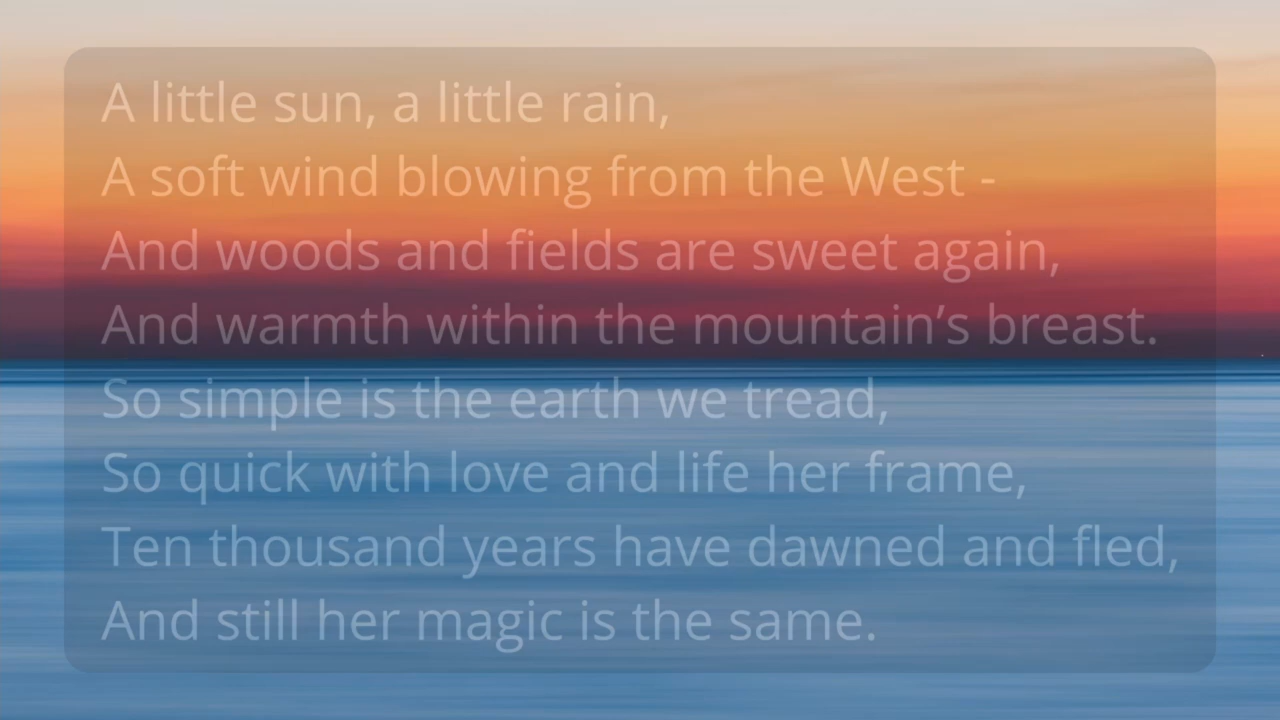 A little sun, a little rain,
A soft wind blowing from the West -
And woods and fields are sweet again,
And warmth within the mountain’s breast.
So simple is the earth we tread,
So quick with love and life her frame,
Ten thousand years have dawned and fled,
And still her magic is the same.